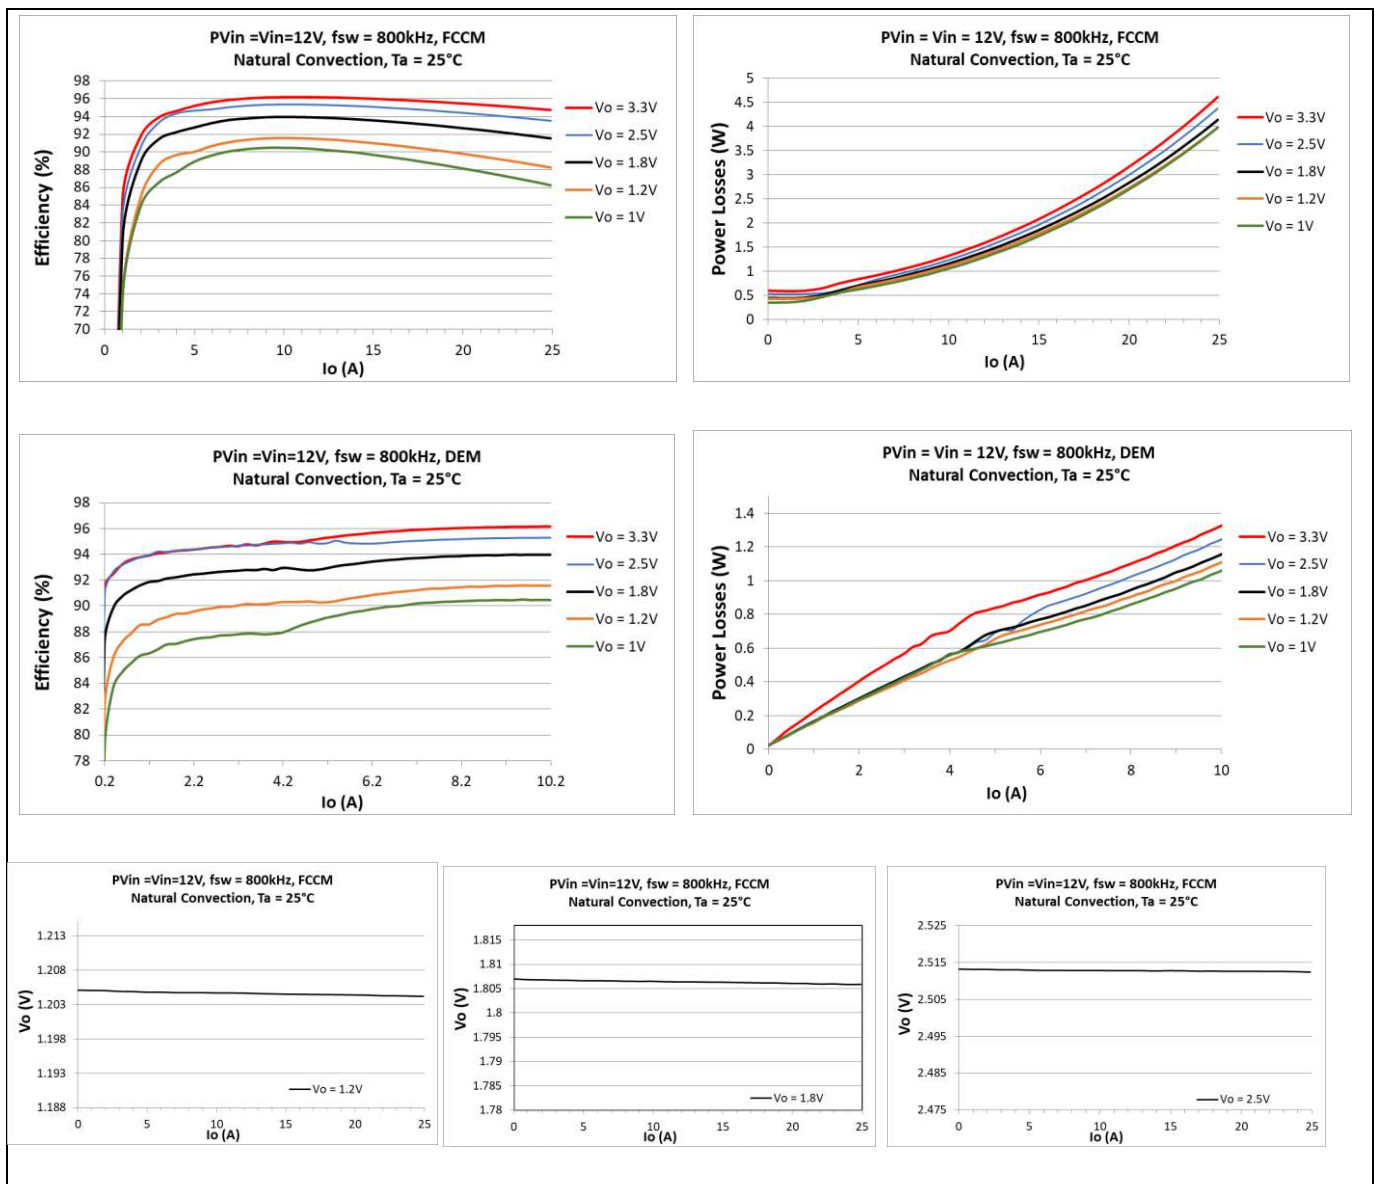 PVin =Vin=12V, fsw = 800kHz, FCCM
Natural Convection, Ta = 25°C
Efficiency (%)
98
96
94
92
90
88
86
84
82
80
78
76
74
72
70
0 5 10 15 20 25
Io (A)
Vo = 3.3V
Vo = 2.5V
Vo = 1.8V
Vo = 1.2V
Vo = 1V
PVin = Vin = 12V, fsw = 800kHz, FCCM
Natural Convection, Ta = 25°C
Power Losses (W)
5
4.5
4
3.5
3
2.5
2
1.5
1
0.5
0
0 5 10 15 20 25
Io (A)
Vo = 3.3V
Vo = 2.5V
Vo = 1.8V
Vo = 1.2V
Vo = 1V
PVin =Vin=12V, fsw = 800kHz, DEM
Natural Convection, Ta = 25°C
Efficiency (%)
98
96
94
92
90
88
86
84
82
80
78
0.2 2.2 4.2 6.2 8.2 10.2
Io (A)
Vo = 3.3V
Vo = 2.5V
Vo = 1.8V
Vo = 1.2V
Vo = 1V
PVin = Vin = 12V, fsw = 800kHz, DEM
Natural Convection, Ta = 25°C
Power Losses (W)
1.4
1.2
1
0.8
0.6
0.4
0.2
0
0 2 4 6 8 10
Io (A)
Vo = 3.3V
Vo = 2.5V
Vo = 1.8V
Vo = 1.2V
Vo = 1V
PVin =Vin=12V, fsw = 800kHz, FCCM
Natural Convection, Ta = 25°C
Vo (V)
1.213
1.208
1.203
1.198
1.193
1.188
Vo = 1.2V
0 5 10 15 20 25
Io (A)
PVin =Vin=12V, fsw = 800kHz, FCCM
Natural Convection, Ta = 25°C
Vo (V)
1.815
1.81
1.805
1.8
1.795
1.79
1.785
1.78
Vo = 1.8V
0 5 10 15 20 25
Io (A)
PVin =Vin=12V, fsw = 800kHz, FCCM
Natural Convection, Ta = 25°C
Vo (V)
2.525
2.515
2.505
2.495
2.485
2.475
Vo = 2.5V
0 5 10 15 20 25
Io (A)